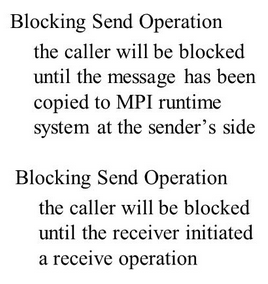 Blocking Send Operation
the caller will be blocked
until the message has been
copied to MPI runtime
system at the sender's side
Blocking Send Operation
the caller will be blocked
until the receiver initiated
a receive operation